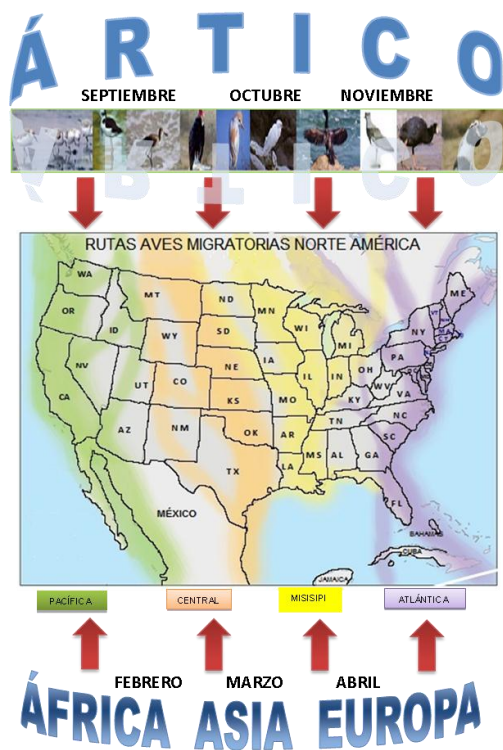 ÁRTICO
SEPTIEMBRE OCTUBRE NOVIEMBRE
RUTAS AVES MIGRATORIAS NORTE AMÉRICA
WA MT ND MN ME
OR ID WY SD WI MI NY VT
NV UT CO NE IA IL IN OH PA
CA KS MO KY WV VA
AZ NM OK AR TN NC
TX LA MS AL GA SC
MÉXICO FL
BAHAMAS
CUBA
JAMAICA
PACÍFICA CENTRAL MISISIPI ATLÁNTICA
FEBRERO MARZO ABRIL
ÁFRICA ASIA EUROPA